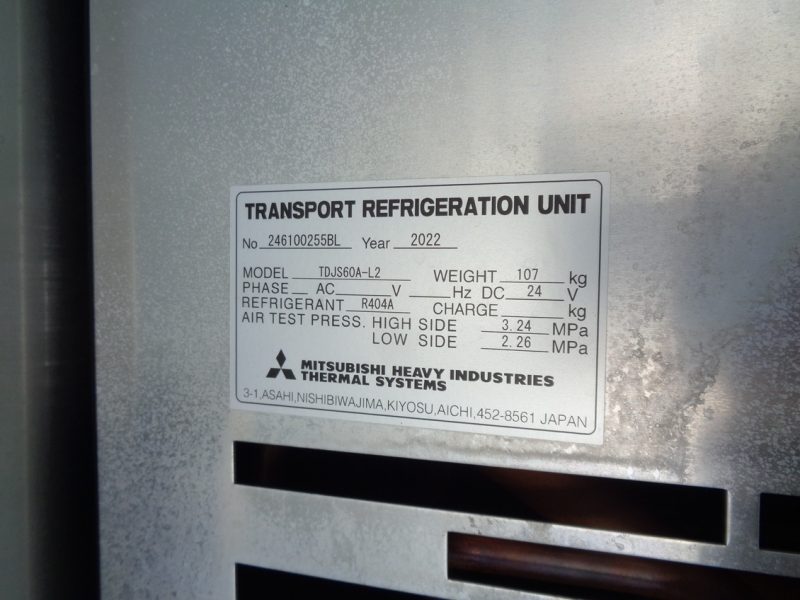 TRANSPORT REFRIGERATION UNIT
No 246100255BL Year 2022
MODEL TDJS60A-L2 WEIGHT 107 kg
PHASE AC V Hz DC 24 V
REFRIGERANT R404A CHARGE kg
AIR TEST PRESS. HIGH SIDE 3.24 MPa
LOW SIDE 2.26 MPa
MITSUBISHI HEAVY INDUSTRIES
THERMAL SYSTEMS
3-1,ASAHI,NISHIBIWAJIMA,KIYOSU,AICHI,452-8561 JAPAN